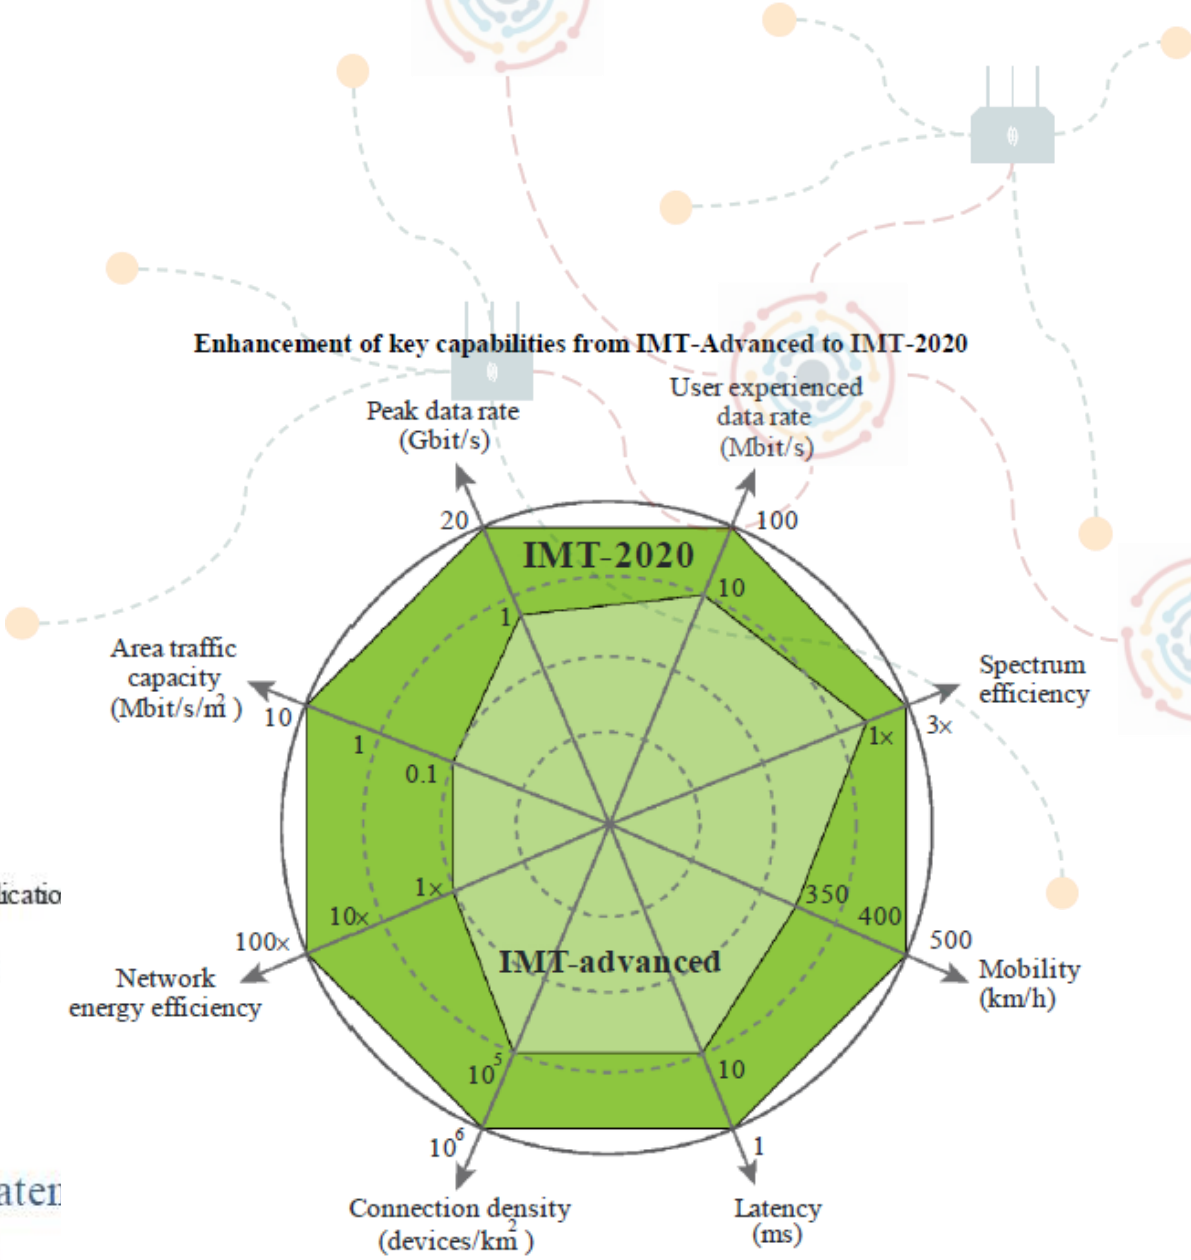 Enhancement of key capabilities from IMT-Advanced to IMT-2020
Peak data rate
(Gbit/s)
User experienced
data rate
(Mbit/s)
20
100
IMT-2020
1
10
Area traffic
capacity
(Mbit/s/m²)
10
1
0.1
Spectrum
efficiency
1×
3×
1×
10×
100×
Network
energy efficiency
350
400
500
Mobility
(km/h)
IMT-advanced
10⁵
10⁶
10
1
Connection density
(devices/km²)
Latency
(ms)